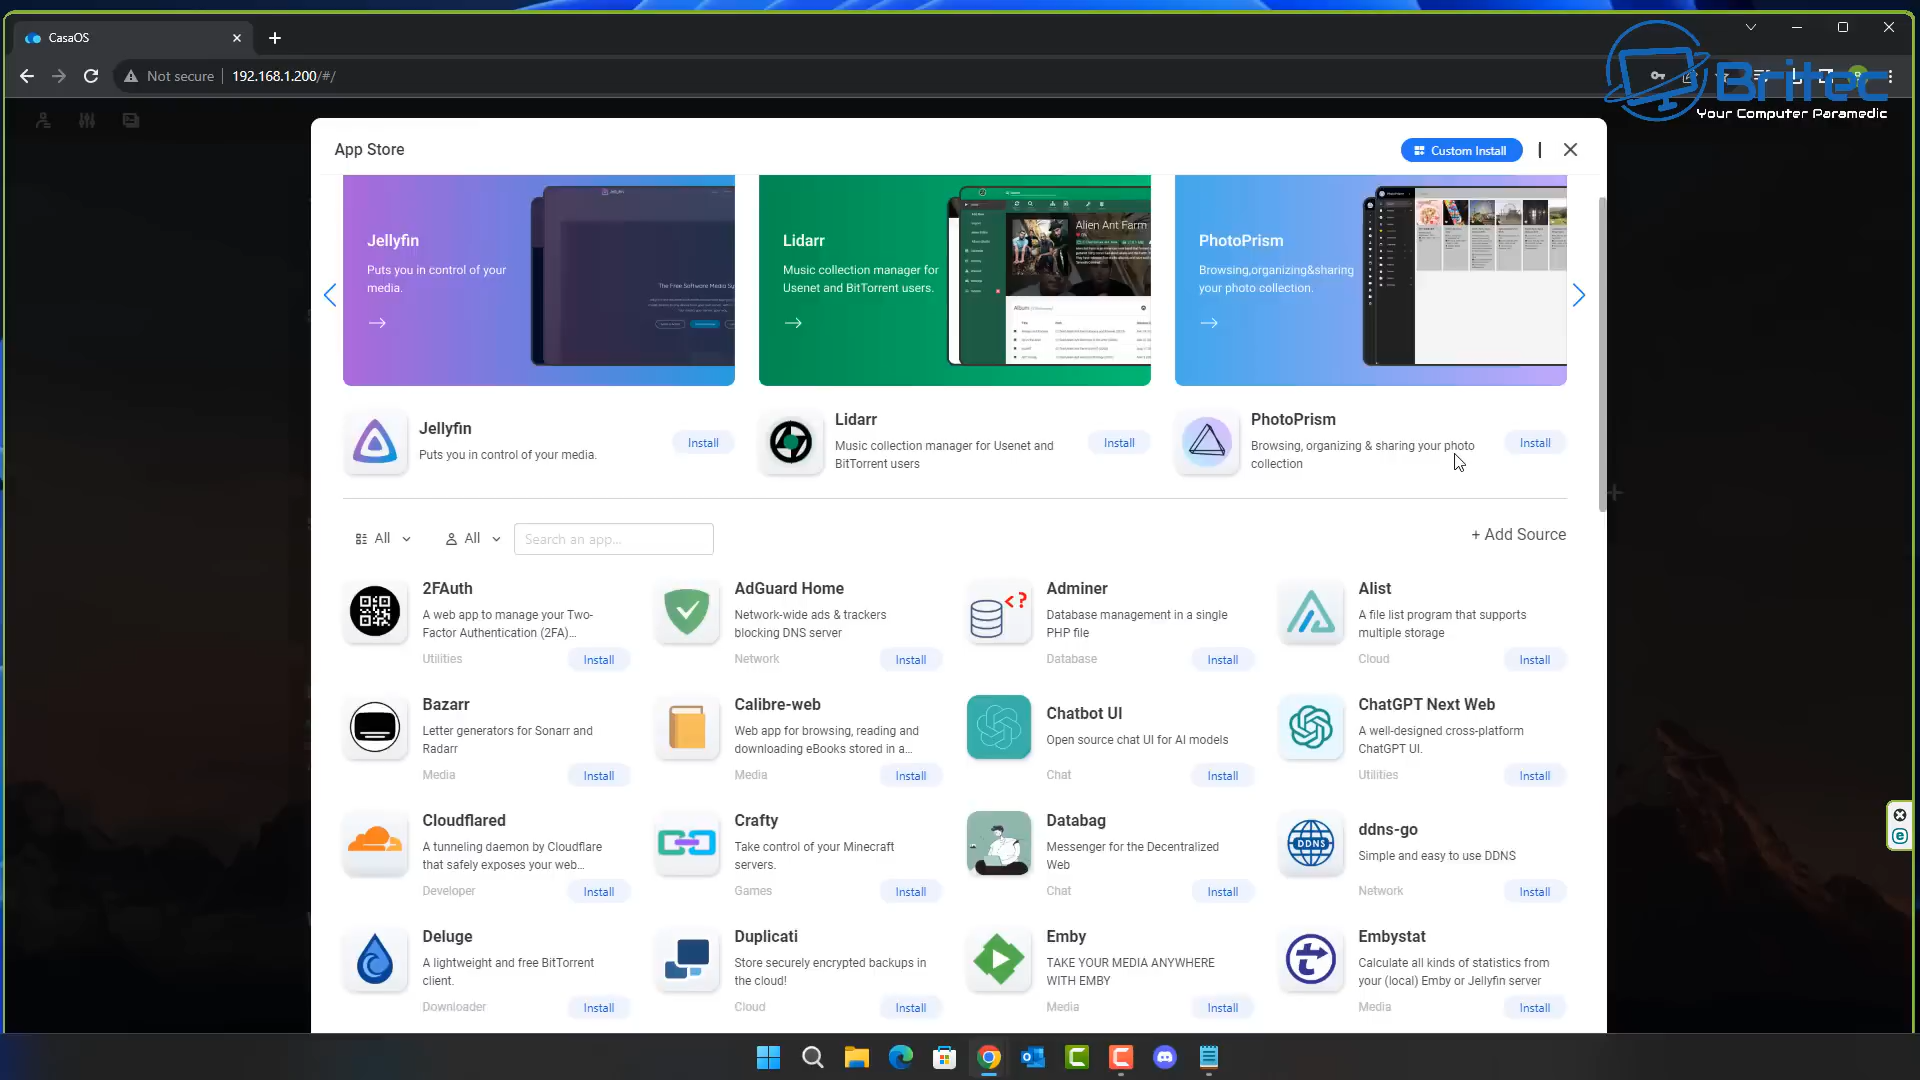 CasaOS
Not secure
192.168.1.200/#/
Britec
Your Computer Paramedic
App Store
Custom Install
Jellyfin
Puts you in control of your
media.
Lidarr
Music collection manager for
Usenet and BitTorrent users.
Alien Ant Farm
Album
PhotoPrism
Browsing,organizing&sharing
your photo collection.
Jellyfin
Puts you in control of your media.
Install
Lidarr
Music collection manager for Usenet and
BitTorrent users
Install
PhotoPrism
Browsing, organizing & sharing your photo
collection
Install
All
All
Search an app...
+ Add Source
2FAuth
A web app to manage your Two-
Factor Authentication (2FA)...
Utilities
Install
AdGuard Home
Network-wide ads & trackers
blocking DNS server
Network
Install
<?
Adminer
Database management in a single
PHP file
Database
Install
Alist
A file list program that supports
multiple storage
Cloud
Install
Bazarr
Letter generators for Sonarr and
Radarr
Media
Install
Calibre-web
Web app for browsing, reading and
downloading eBooks stored in a...
Media
Install
Chatbot UI
Open source chat UI for AI models
Chat
Install
ChatGPT Next Web
A well-designed cross-platform
ChatGPT UI.
Utilities
Install
Cloudflared
A tunneling daemon by Cloudflare
that safely exposes your web...
Developer
Install
Crafty
Take control of your Minecraft
servers.
Games
Install
Databag
Messenger for the Decentralized
Web
Chat
Install
DDNS
ddns-go
Simple and easy to use DDNS
Network
Install
Deluge
A lightweight and free BitTorrent
client.
Downloader
Install
Duplicati
Store securely encrypted backups in
the cloud!
Cloud
Install
Emby
TAKE YOUR MEDIA ANYWHERE
WITH EMBY
Media
Install
Embystat
Calculate all kinds of statistics from
your (local) Emby or Jellyfin server
Media
Install